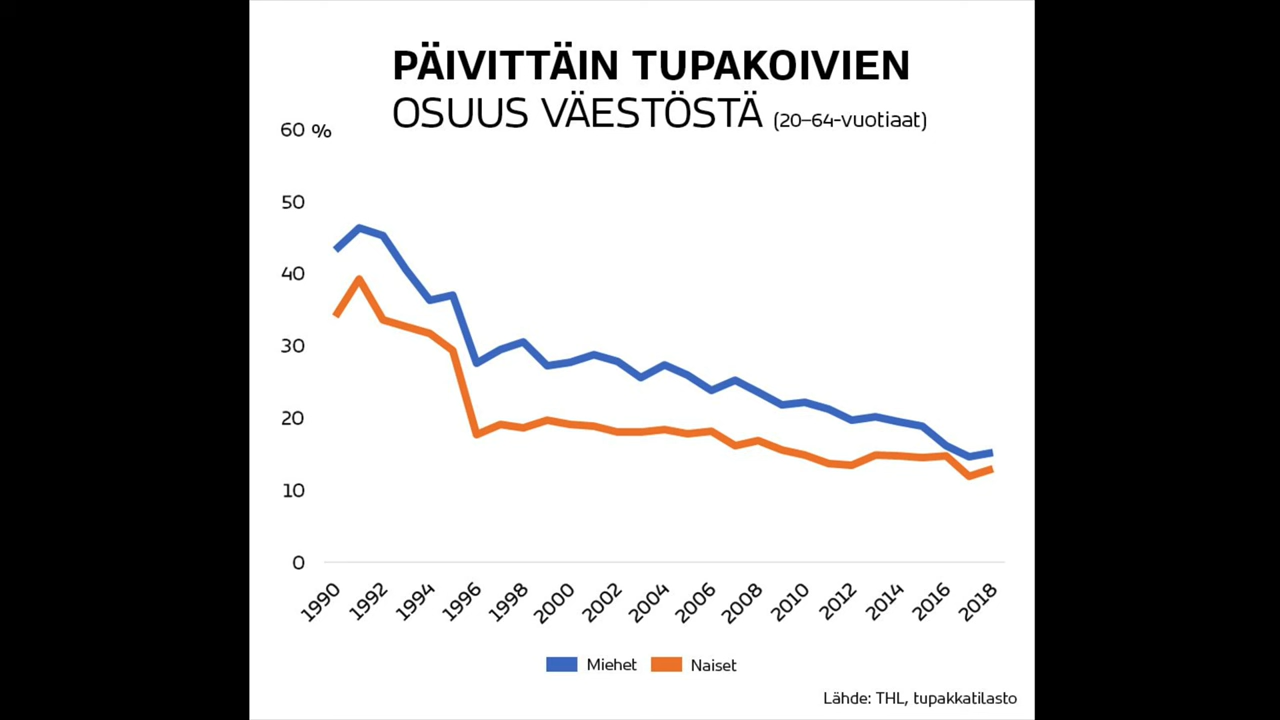 PÄIVITTÄIN TUPAKOIVIEN
OSUUS VÄESTÖSTÄ (20–64-vuotiaat)
60 %
50
40
30
20
10
0
1990 1992 1994 1996 1998 2000 2002 2004 2006 2008 2010 2012 2014 2016 2018
Miehet Naiset
Lähde: THL, tupakkatilasto